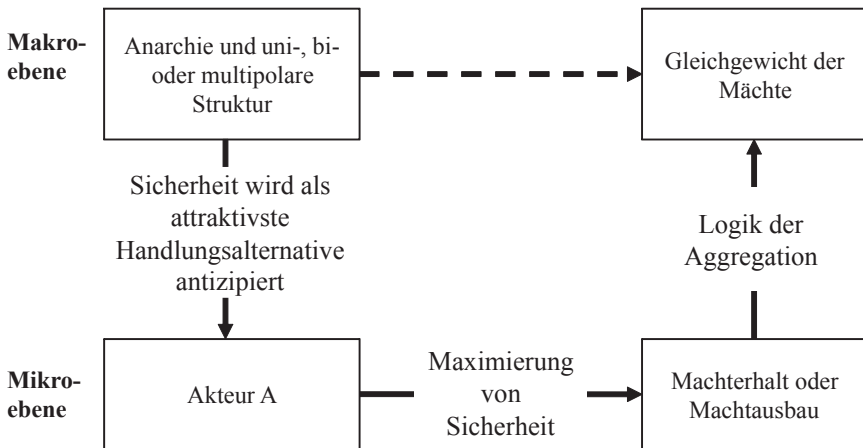 Makro-
ebene
Anarchie und uni-, bi-
oder multipolare
Struktur
Gleichgewicht der
Mächte
Sicherheit wird als
attraktivste
Handlungsalternative
antizipiert
Logik der
Aggregation
Mikro-
ebene
Akteur A
Maximierung
von
Sicherheit
Machterhalt oder
Machtausbau